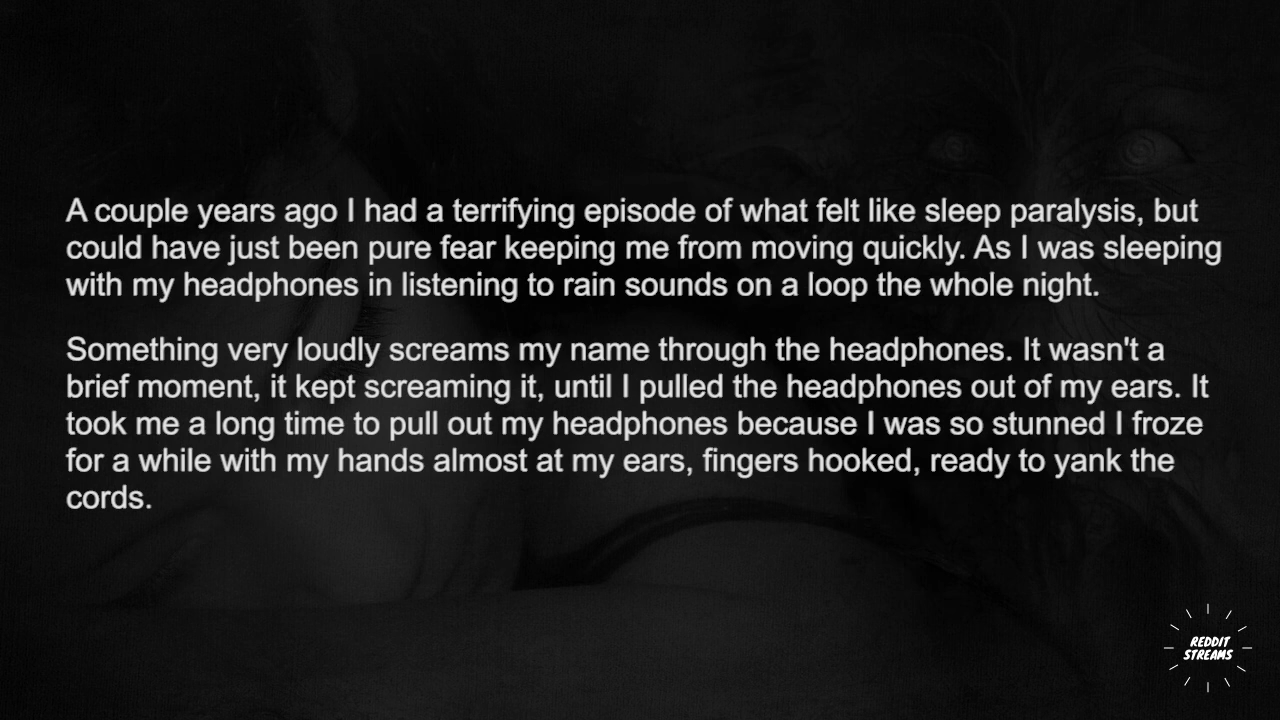 A couple years ago I had a terrifying episode of what felt like sleep paralysis, but
could have just been pure fear keeping me from moving quickly. As I was sleeping
with my headphones in listening to rain sounds on a loop the whole night.
Something very loudly screams my name through the headphones. It wasn't a
brief moment, it kept screaming it, until I pulled the headphones out of my ears. It
took me a long time to pull out my headphones because I was so stunned I froze
for a while with my hands almost at my ears, fingers hooked, ready to yank the
cords.
REDDIT
STREAMS